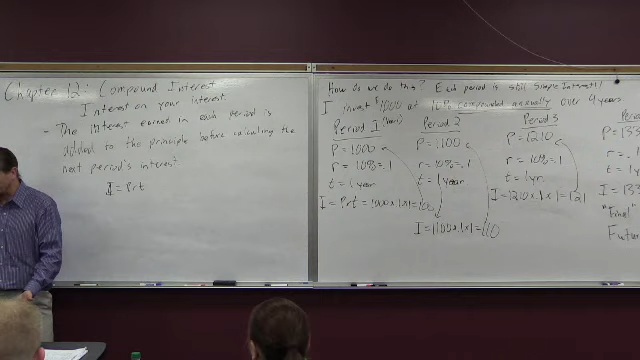 Chapter 12: Compound Interest
Interest on your interest.
- The interest earned in each period is
added to the principle before calculating the
next period's interest.
I = Prt
How do we do this? Each period is still Simple Interest!
I invest $1000 at 10% compounded annually over 4 years.
Period 1 (Year)
P = 1000
r = 10% = .1
t = 1 year
I = Prt = 1000 x .1 x 1 = 100
Period 2
P = 1100
r = 10% = .1
t = 1 year
I = 1100 x .1 x 1 = 110
Period 3
P = 1210
r = 10% = .1
t = 1 yr.
I = 1210 x .1 x 1 = 121
P = 133
r = .1
t = 1 y
I = 133
"Final"
Futur